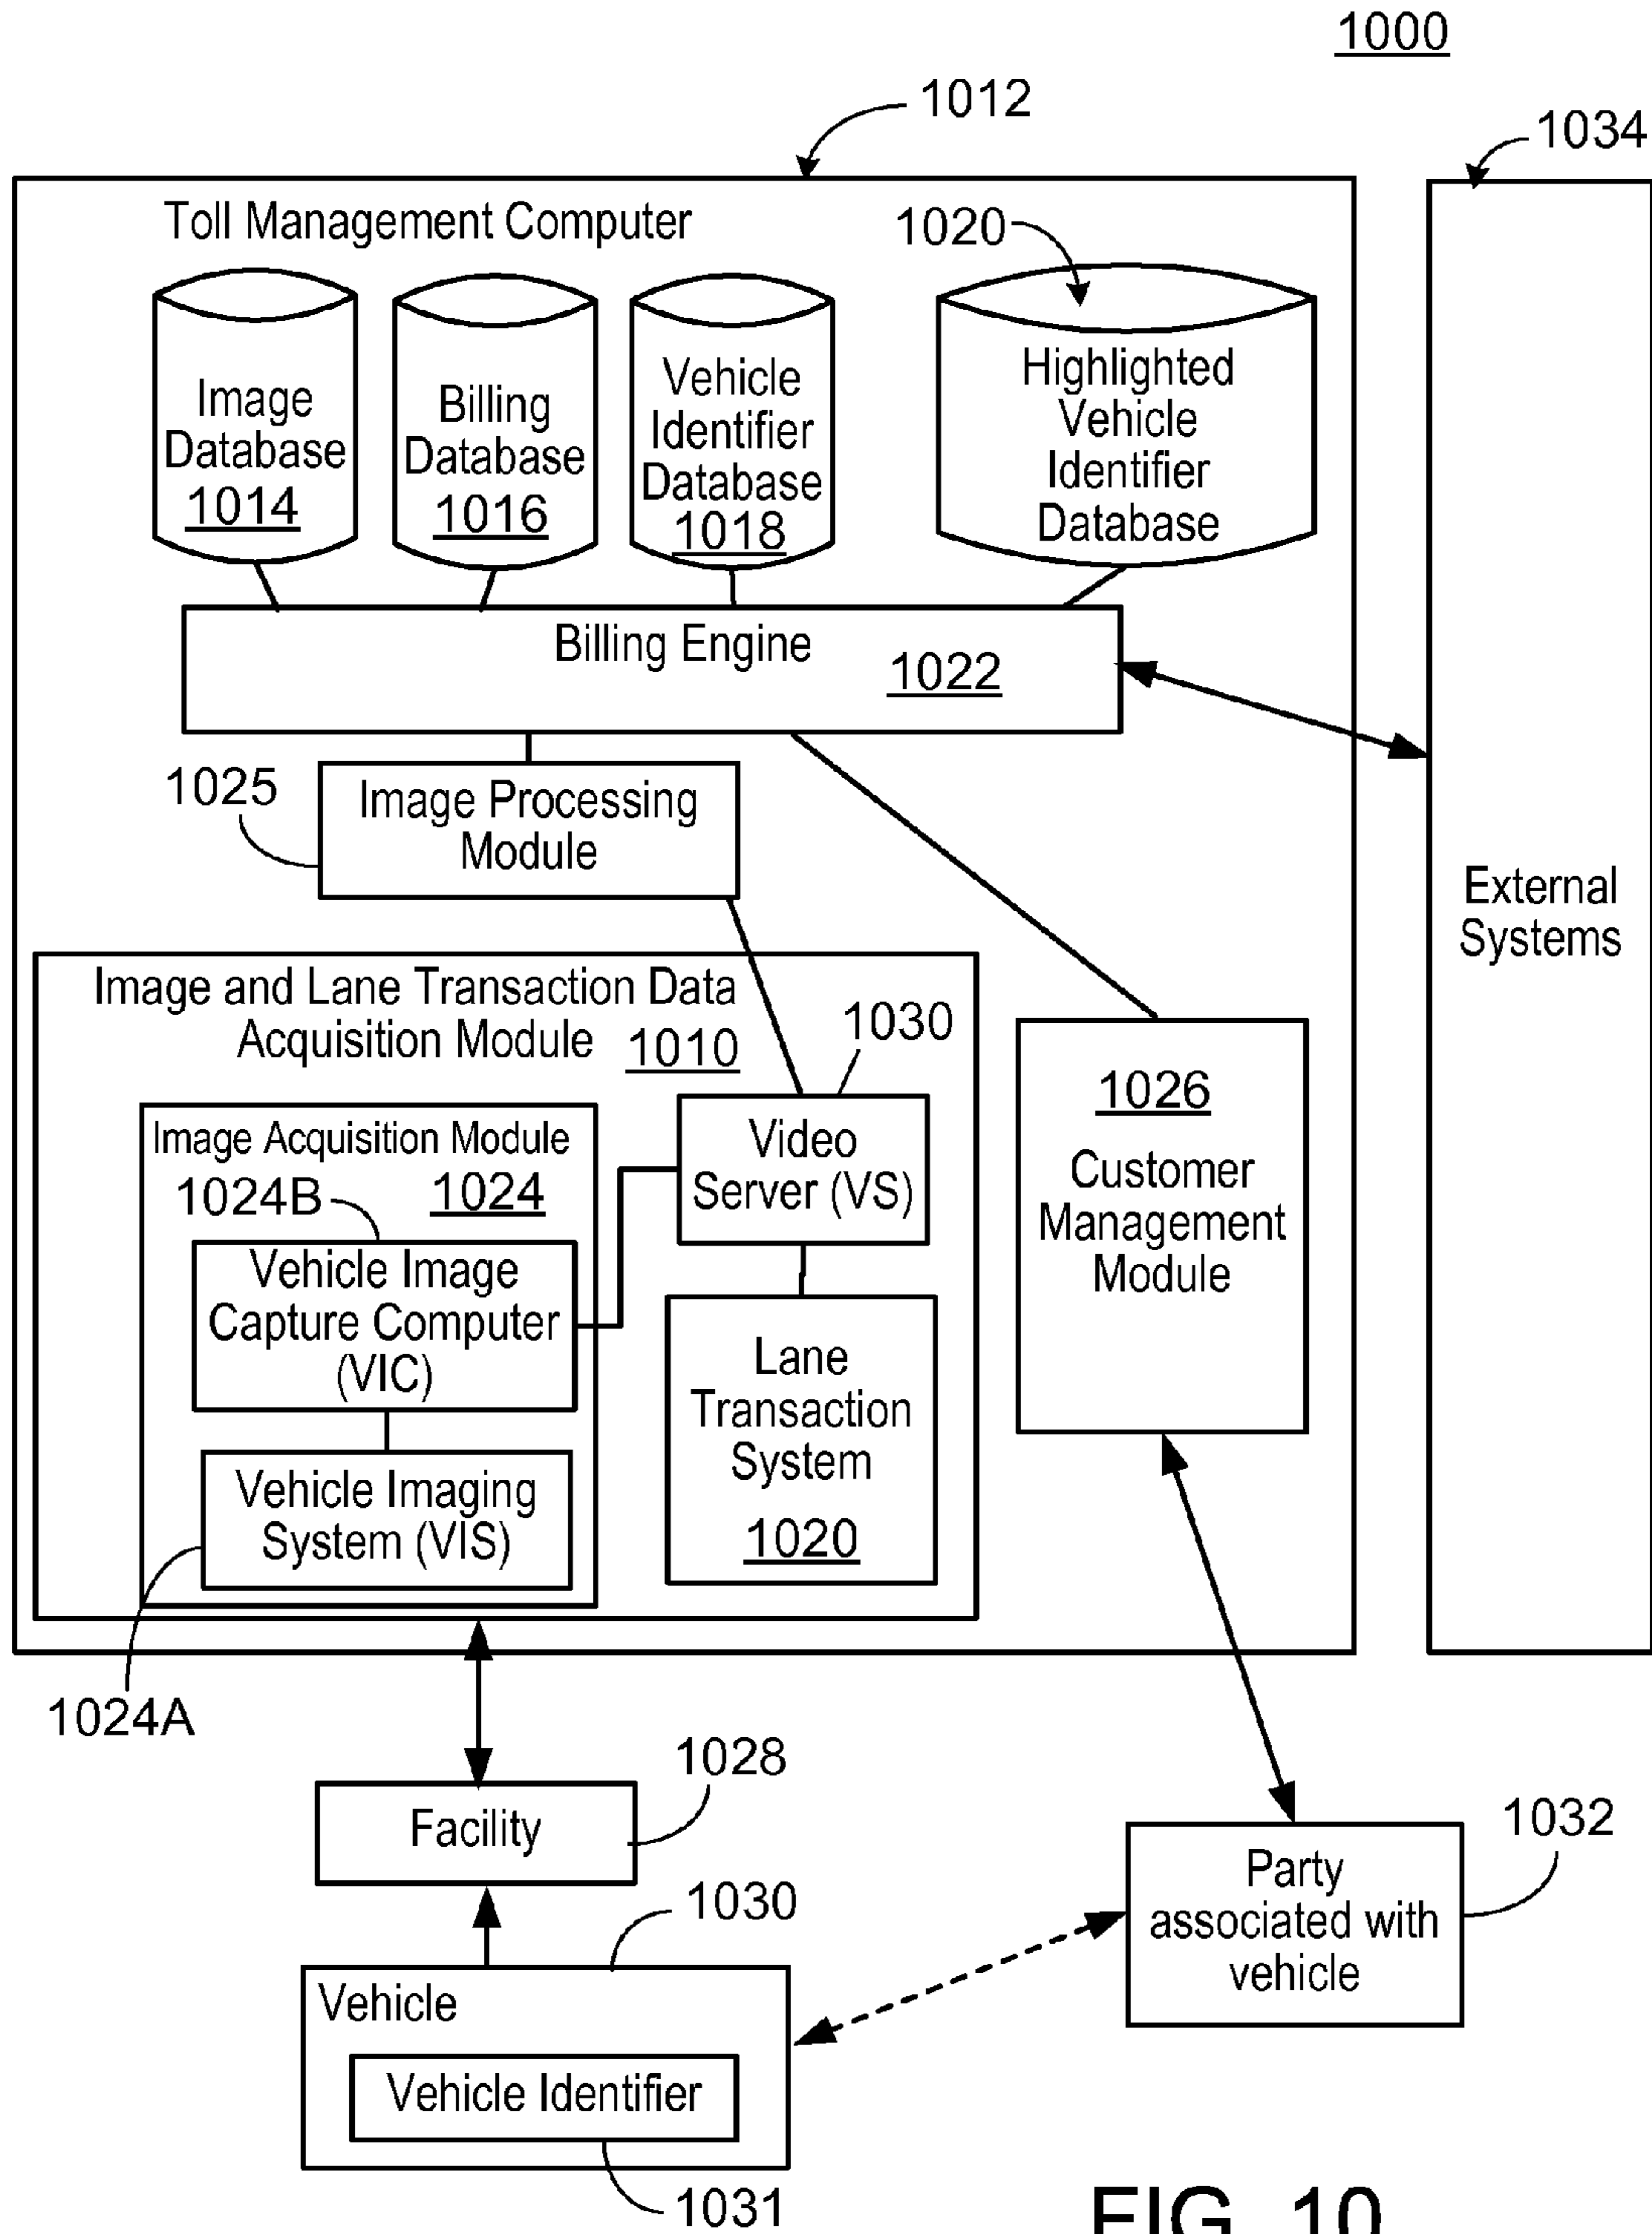 1000
1012
1034
Toll Management Computer
1020
Image
Database
1014
Billing
Database
1016
Vehicle
Identifier
Database
1018
Highlighted
Vehicle
Identifier
Database
Billing Engine
1022
1025
Image Processing
Module
External
Systems
Image and Lane Transaction Data
Acquisition Module 1010
1030
Image Acquisition Module
1024B
1024
Vehicle Image
Capture Computer
(VIC)
Vehicle Imaging
System (VIS)
1024A
Video
Server (VS)
Lane
Transaction
System
1020
1026
Customer
Management
Module
1028
Facility
1030
Vehicle
Vehicle Identifier
1031
1032
Party
associated with
vehicle
FIG. 10